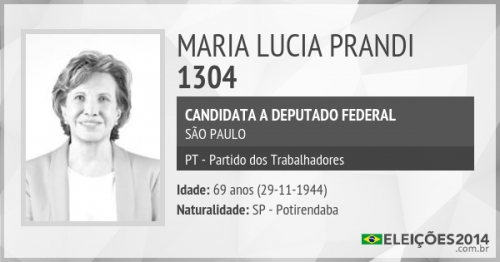 MARIA LUCIA PRANDI
1304
CANDIDATA A DEPUTADO FEDERAL
SÃO PAULO
PT - Partido dos Trabalhadores
Idade: 69 anos (29-11-1944)
Naturalidade: SP - Potirendaba
ELEIÇÕES2014
.com.br